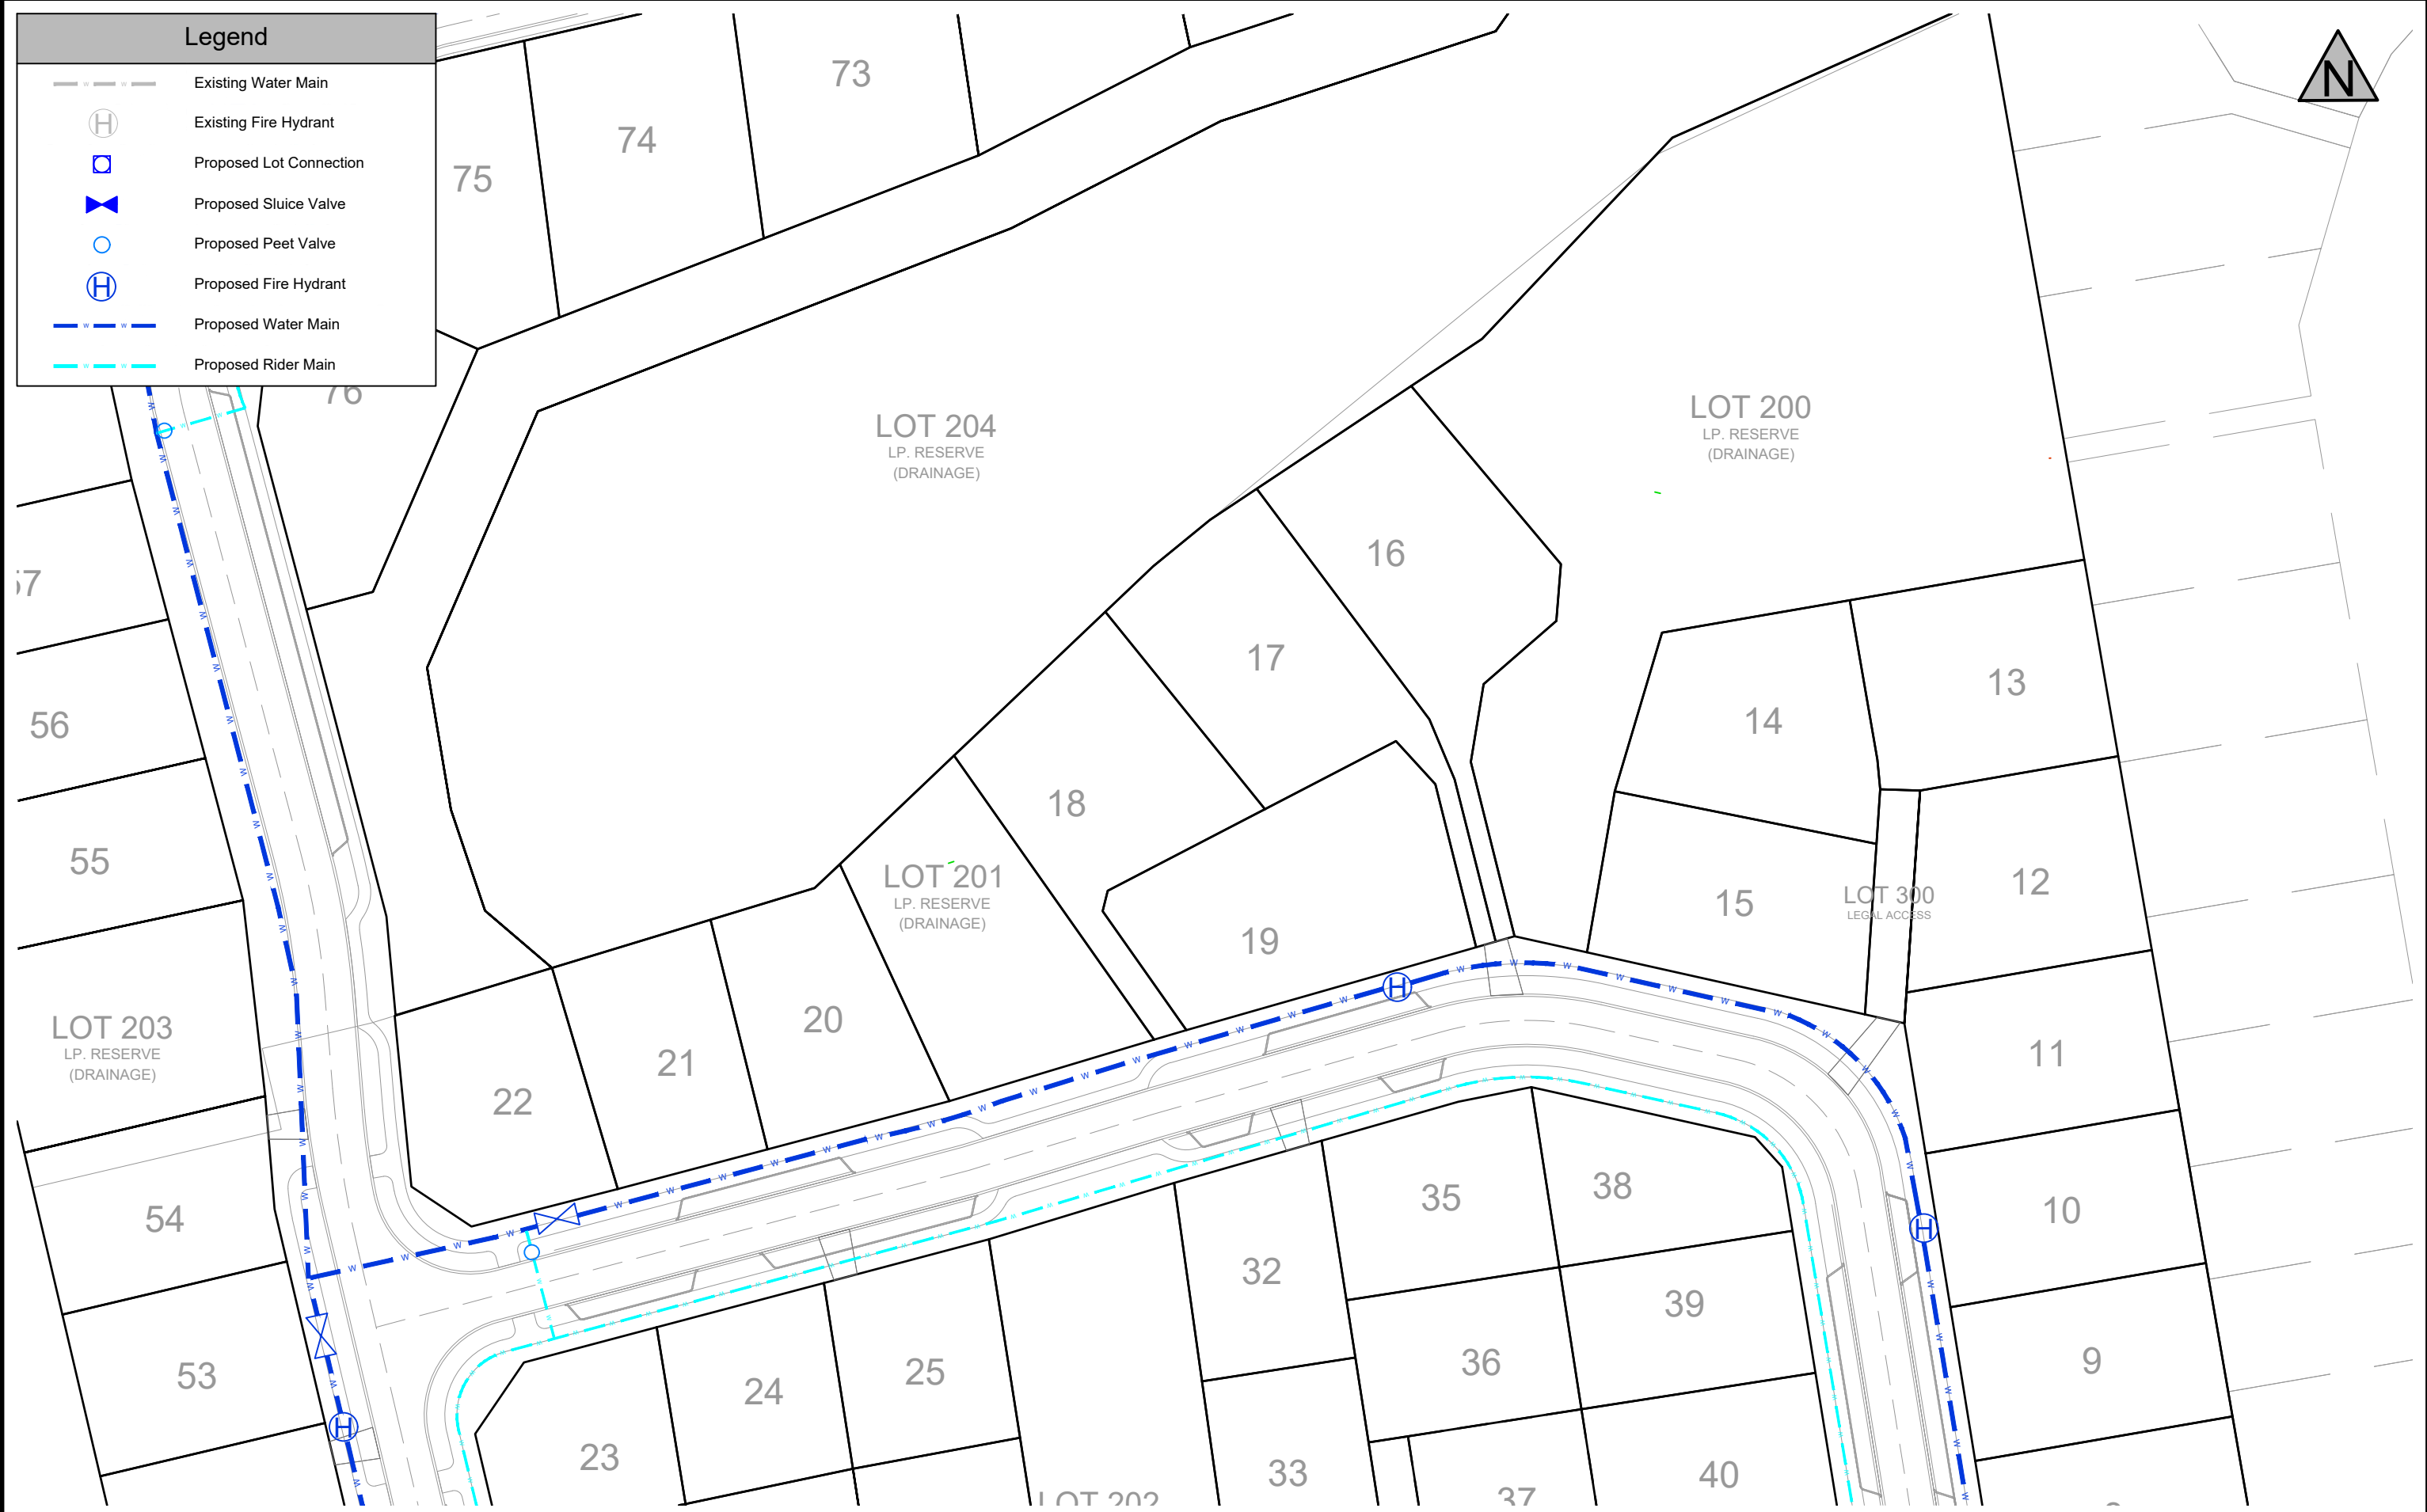 Legend
Existing Water Main
H
Existing Fire Hydrant
Proposed Lot Connection
Proposed Sluice Valve
Proposed Peet Valve
H
Proposed Fire Hydrant
Proposed Water Main
Proposed Rider Main
N
73
74
75
76
LOT 204
LP. RESERVE
(DRAINAGE)
LOT 200
LP. RESERVE
(DRAINAGE)
16
17
56
13
14
18
55
LOT 201
LP. RESERVE
(DRAINAGE)
12
15
LOT 300
LEGAL ACCESS
19
LOT 203
LP. RESERVE
(DRAINAGE)
20
21
22
H
11
54
35
38
10
H
32
39
53
24
25
36
9
H
23
33
40
37
LOT 202